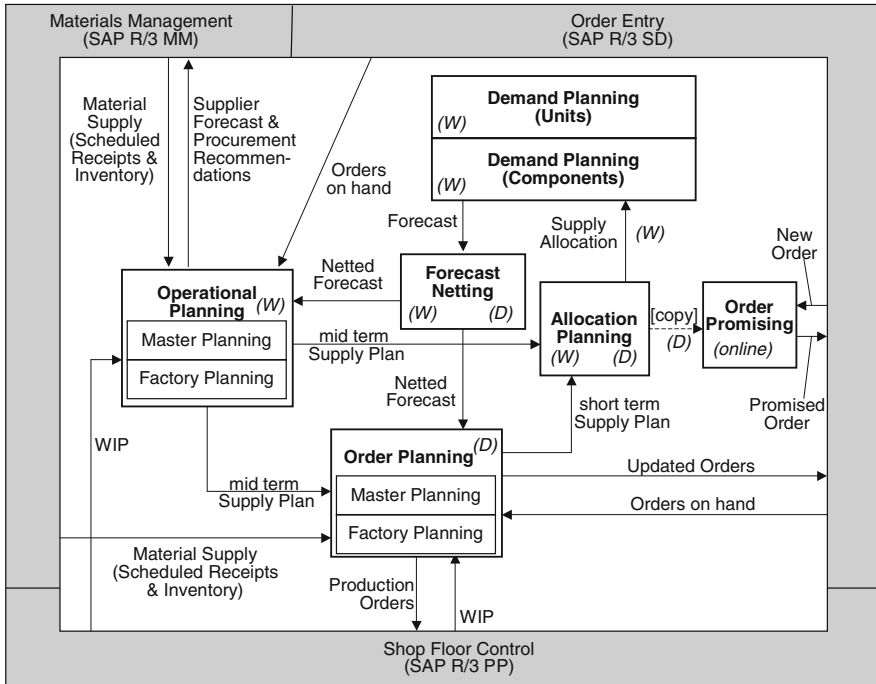 Materials Management
(SAP R/3 MM)
Order Entry
(SAP R/3 SD)
Material
Supply
(Scheduled
Receipts &
Inventory)
Supplier
Forecast &
Procurement
Recommen-
dations
Orders
on hand
Demand Planning
(Units)
(W)
Demand Planning
(Components)
(W)
Forecast
Supply
Allocation
(W)
New
Order
Netted
Forecast
Forecast
Netting
(W)
(D)
Operational
Planning
(W)
Master Planning
Factory Planning
mid term
Supply Plan
Allocation
Planning
(W)
(D)
[copy]
(D)
Order
Promising
(online)
Netted
Forecast
short term
Supply Plan
Promised
Order
WIP
Order Planning
(D)
Master Planning
Factory Planning
mid term
Supply Plan
Updated Orders
Orders on hand
Material Supply
(Scheduled Receipts
& Inventory)
Production
Orders
WIP
Shop Floor Control
(SAP R/3 PP)